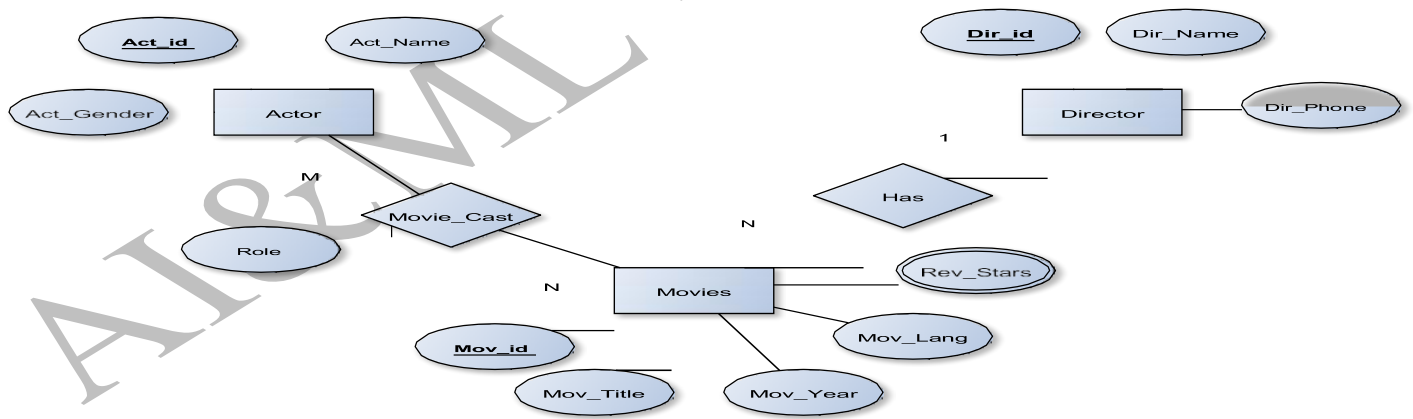 Act_id
Act_Name
Dir_id
Dir_Name
Act_Gender
Actor
Director
Dir_Phone
1
M
Has
Movie_Cast
N
Role
Rev_Stars
Movies
N
Mov_id
Mov_Lang
Mov_Title
Mov_Year
AI&ML